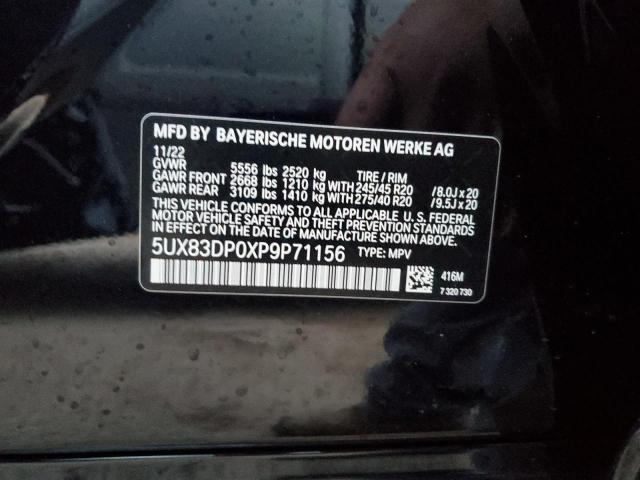 MFD BY BAYERISCHE MOTOREN WERKE AG
11/22
GVWR 5556 lbs 2520 kg TIRE / RIM
GAWR FRONT 2668 lbs 1210 kg WITH 245/45 R20 /8.0J x 20
GAWR REAR 3109 lbs 1410 kg WITH 275/40 R20 /9.5J x 20
THIS VEHICLE CONFORMS TO ALL APPLICABLE U. S. FEDERAL
MOTOR VEHICLE SAFETY AND THEFT PREVENTION STANDARDS
IN EFFECT ON THE DATE OF MANUFACTURE SHOWN ABOVE.
5UX83DP0XP9P71156 TYPE: MPV
416M
7 320 730